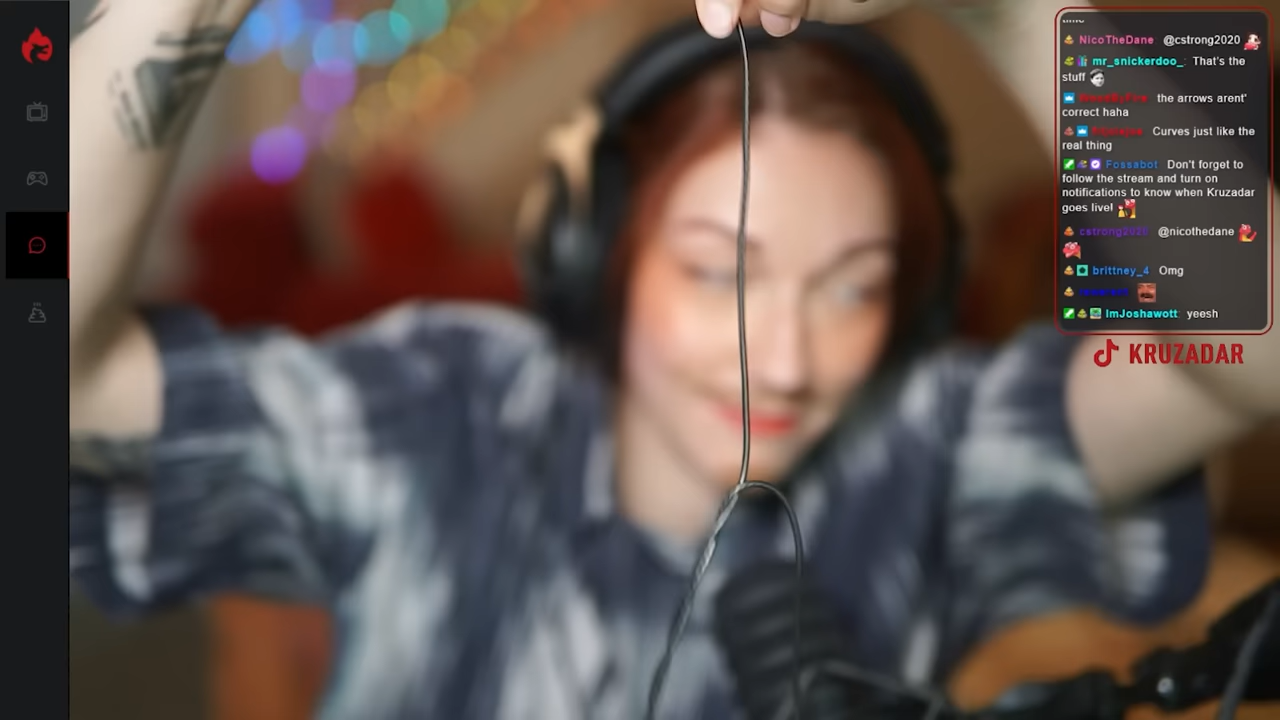 NicoTheDane @cstrong2020
mr_snickerdoo_: That's the
stuff
the arrows arent'
correct haha
Curves just like the
real thing
Fossabot Don't forget to
follow the stream and turn on
notifications to know when Kruzadar
goes live!
cstrong2020 @nicothedane
brittney_4 Omg
ImJoshawott: yeesh
KRUZADAR